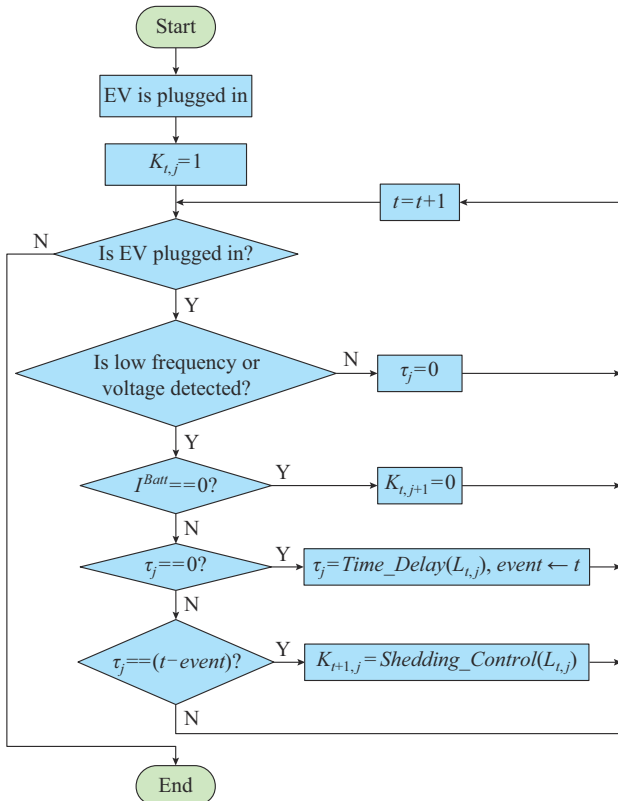 Start
EV is plugged in
K_{t,j}=1
t=t+1
N
Is EV plugged in?
Y
Is low frequency or
voltage detected?
N
τ_j=0
Y
I^{Batt}==0?
Y
K_{t,j+1}=0
N
τ_j==0?
Y
τ_j=Time_Delay(L_{t,j}), event ← t
N
τ_j==(t−event)?
Y
K_{t+1,j}=Shedding_Control(L_{t,j})
N
End